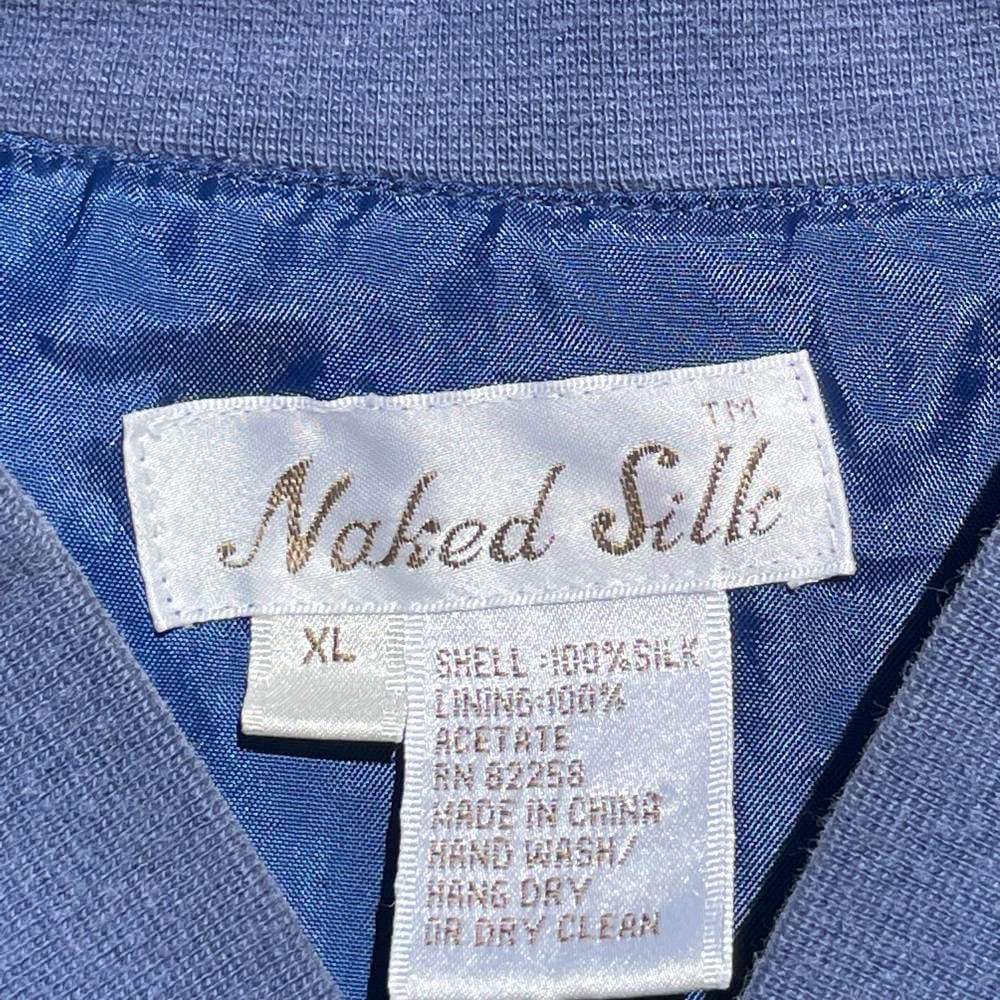 TM
Naked Silk
XL
SHELL :100%SILK
LINING:100%
ACETATE
RN 82258
MADE IN CHINA
HAND WASH/
HANG DRY
OR DRY CLEAN